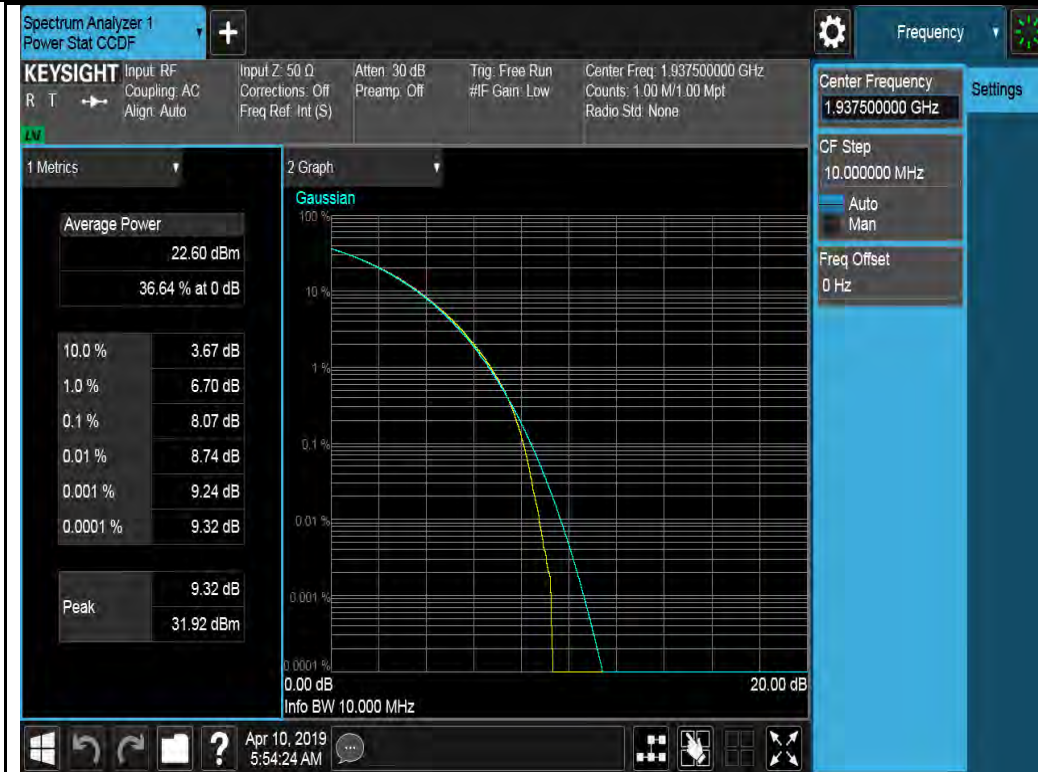 Spectrum Analyzer 1
Power Stat CCDF
+
Frequency
KEYSIGHT
R T
LV
Input: RF
Coupling: AC
Align: Auto
Input Z: 50 Ω
Corrections: Off
Freq Ref: Int (S)
Atten: 30 dB
Preamp: Off
Trig: Free Run
#IF Gain: Low
Center Freq: 1.937500000 GHz
Counts: 1.00 M/1.00 Mpt
Radio Std: None
Center Frequency
1.937500000 GHz
Settings
CF Step
10.000000 MHz
Auto
Man
Freq Offset
0 Hz
1 Metrics
Average Power
22.60 dBm
36.64 % at 0 dB
10.0 % 3.67 dB
1.0 % 6.70 dB
0.1 % 8.07 dB
0.01 % 8.74 dB
0.001 % 9.24 dB
0.0001 % 9.32 dB
Peak
9.32 dB
31.92 dBm
2 Graph
Gaussian
100 %
10 %
1 %
0.1 %
0.01 %
0.001 %
0.0001 %
0.00 dB 20.00 dB
Info BW 10.000 MHz
?
Apr 10, 2019
5:54:24 AM